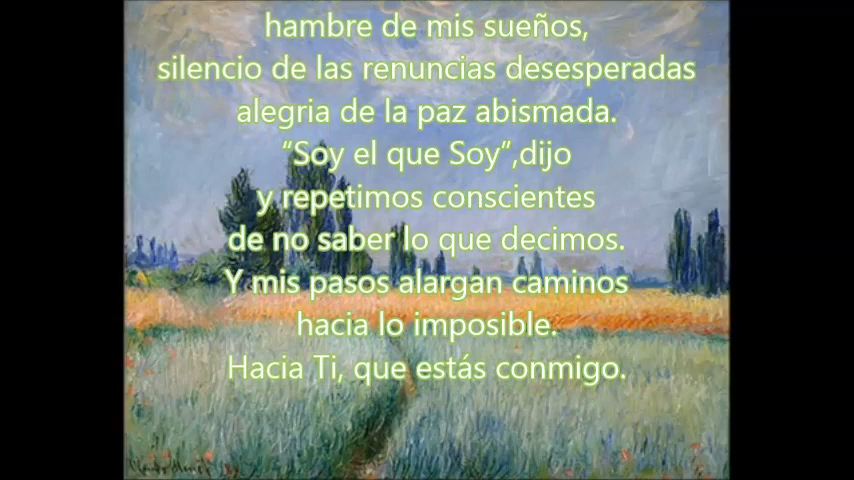 hambre de mis sueños,
silencio de las renuncias desesperadas
alegria de la paz abismada.
“Soy el que Soy”,dijo
y repetimos conscientes
de no saber lo que decimos.
Y mis pasos alargan caminos
hacia lo imposible.
Hacia Ti, que estás conmigo.